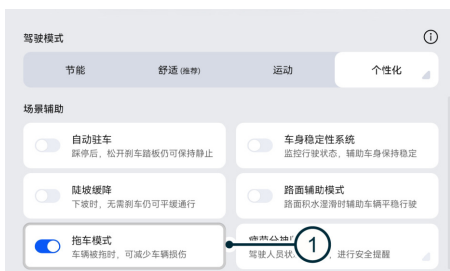 驾驶模式
节能 舒适(推荐) 运动 个性化
场景辅助
自动驻车
踩停后，松开刹车踏板仍可保持静止
车身稳定性系统
监控行驶状态，辅助车身保持稳定
陡坡缓降
下坡时，无需刹车仍可平缓通行
路面辅助模式
路面积水湿滑时辅助车辆平稳行驶
拖车模式
车辆被拖时，可减少车辆损伤
1
疲劳分神
驾驶人员状 ，进行安全提醒